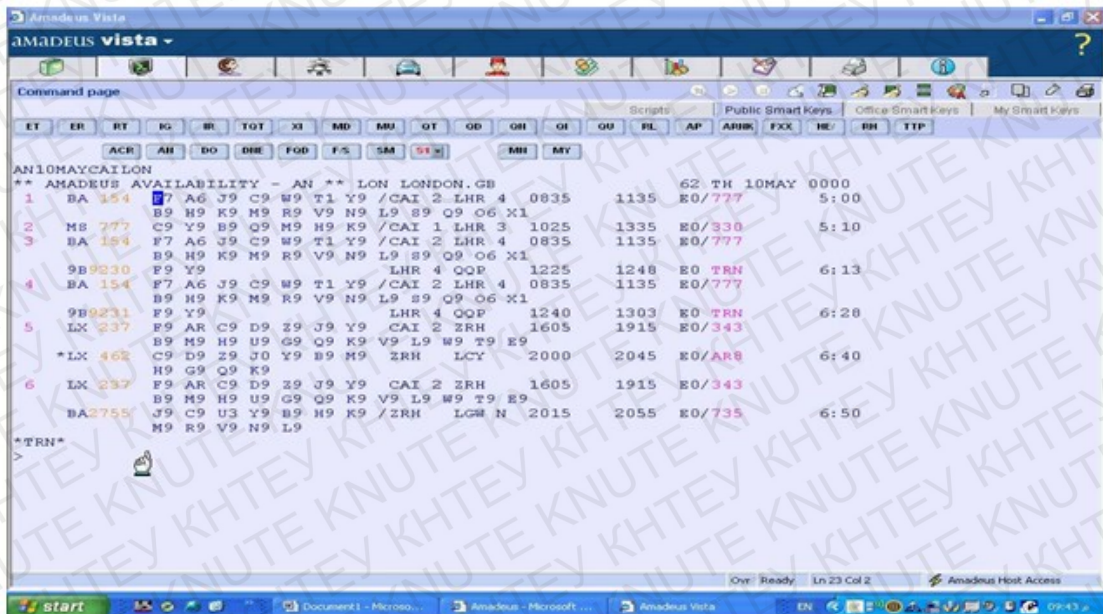 Amadeus Vista
amadeus vista
?
Command page
Scripts Public Smart Keys Office Smart Keys My Smart Keys
ET ER RT IG IR TQT XI MD MU QT QD QH QI QU RL AP ARNK FXX HE/ RH TTP
ACR AN DO DNE FQD F/S SM S1 MN MY
AN10MAYCAILON
** AMADEUS AVAILABILITY - AN ** LON LONDON.GB 62 TH 10MAY 0000
1 BA 154 F7 A6 J9 C9 W9 T1 Y9 /CAI 2 LHR 4 0835 1135 E0/777 5:00
B9 H9 K9 M9 R9 V9 N9 L9 S9 Q9 O6 X1
2 MS 777 C9 Y9 B9 Q9 M9 H9 K9 /CAI 1 LHR 3 1025 1335 E0/330 5:10
3 BA 154 F7 A6 J9 C9 W9 T1 Y9 /CAI 2 LHR 4 0835 1135 E0/777
B9 H9 K9 M9 R9 V9 N9 L9 S9 Q9 O6 X1
9B9230 F9 Y9 LHR 4 QQP 1225 1248 E0 TRN 6:13
4 BA 154 F7 A6 J9 C9 W9 T1 Y9 /CAI 2 LHR 4 0835 1135 E0/777
B9 H9 K9 M9 R9 V9 N9 L9 S9 Q9 O6 X1
9B9231 F9 Y9 LHR 4 QQP 1240 1303 E0 TRN 6:28
5 LX 237 F9 AR C9 D9 Z9 J9 Y9 CAI 2 ZRH 1605 1915 E0/343
B9 M9 H9 U9 G9 Q9 K9 V9 L9 W9 T9 E9
*LX 462 C9 D9 Z9 J0 Y9 B9 M9 ZRH LCY 2000 2045 E0/AR8 6:40
H9 G9 Q9 K9
6 LX 237 F9 AR C9 D9 Z9 J9 Y9 CAI 2 ZRH 1605 1915 E0/343
B9 M9 H9 U9 G9 Q9 K9 V9 L9 W9 T9 E9
BA2755 J9 C9 U3 Y9 B9 H9 K9 /ZRH LGW N 2015 2055 E0/735 6:50
M9 R9 V9 N9 L9
*TRN*
>
Ovr Ready Ln 23 Col 2 Amadeus Host Access
start Document1 - Microso... Amadeus - Microsoft ... Amadeus Vista EN 09:43